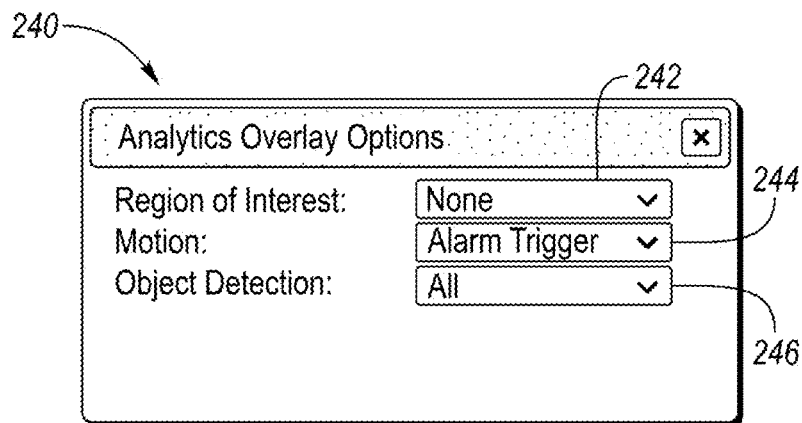 240
242
Analytics Overlay Options ×
244
Region of Interest: None
Motion: Alarm Trigger
Object Detection: All
246